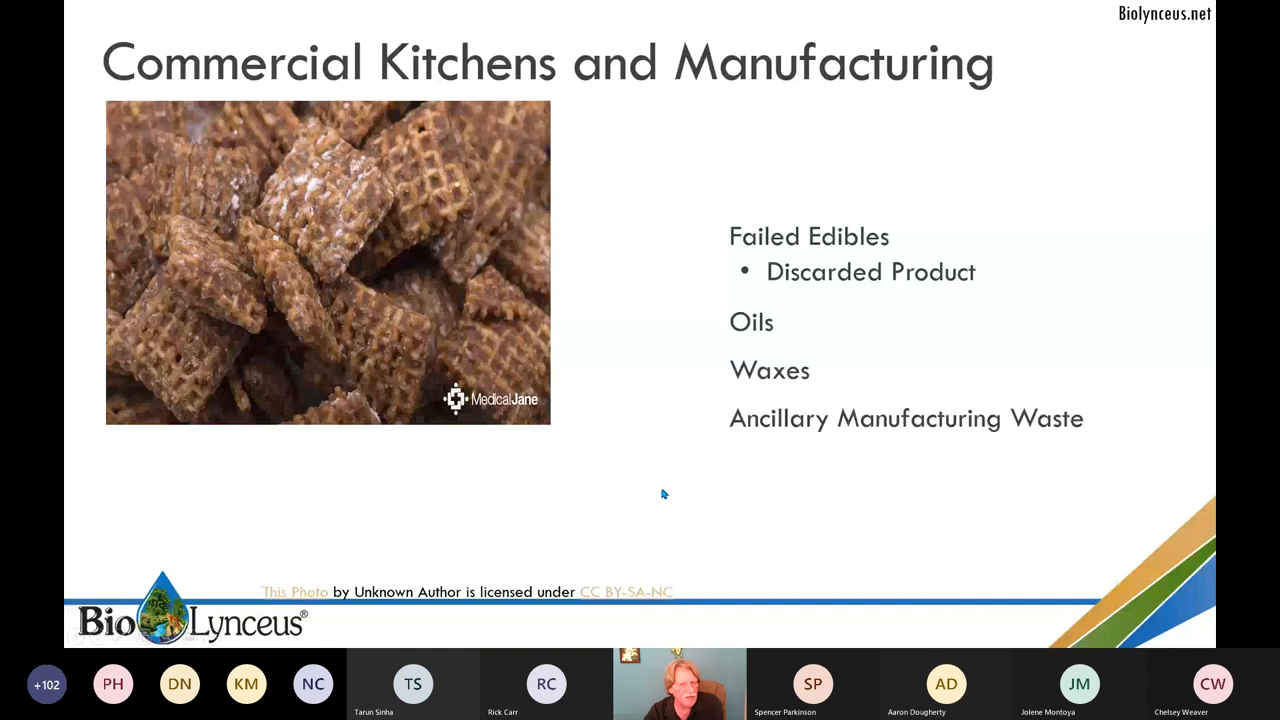 Biolynceus.net
Commercial Kitchens and Manufacturing
Failed Edibles
• Discarded Product
Oils
Waxes
Ancillary Manufacturing Waste
MedicalJane
This Photo by Unknown Author is licensed under CC BY-SA-NC
Bio Lynceus®
+102 PH DN KM NC TS RC SP AD JM CW
Tarun Sinha Rick Carr Spencer Parkinson Aaron Dougherty Jolene Montoya Chelsey Weaver